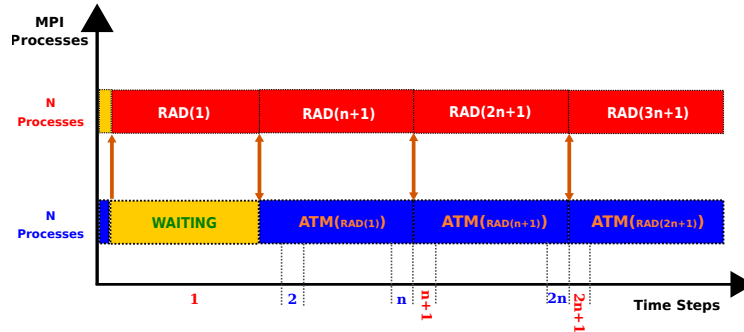 MPI
Processes
N
Processes
RAD(1)
RAD(n+1)
RAD(2n+1)
RAD(3n+1)
N
Processes
WAITING
ATM(RAD(1))
ATM(RAD(n+1))
ATM(RAD(2n+1))
1
2
n
n+1
2n
2n+1
Time Steps